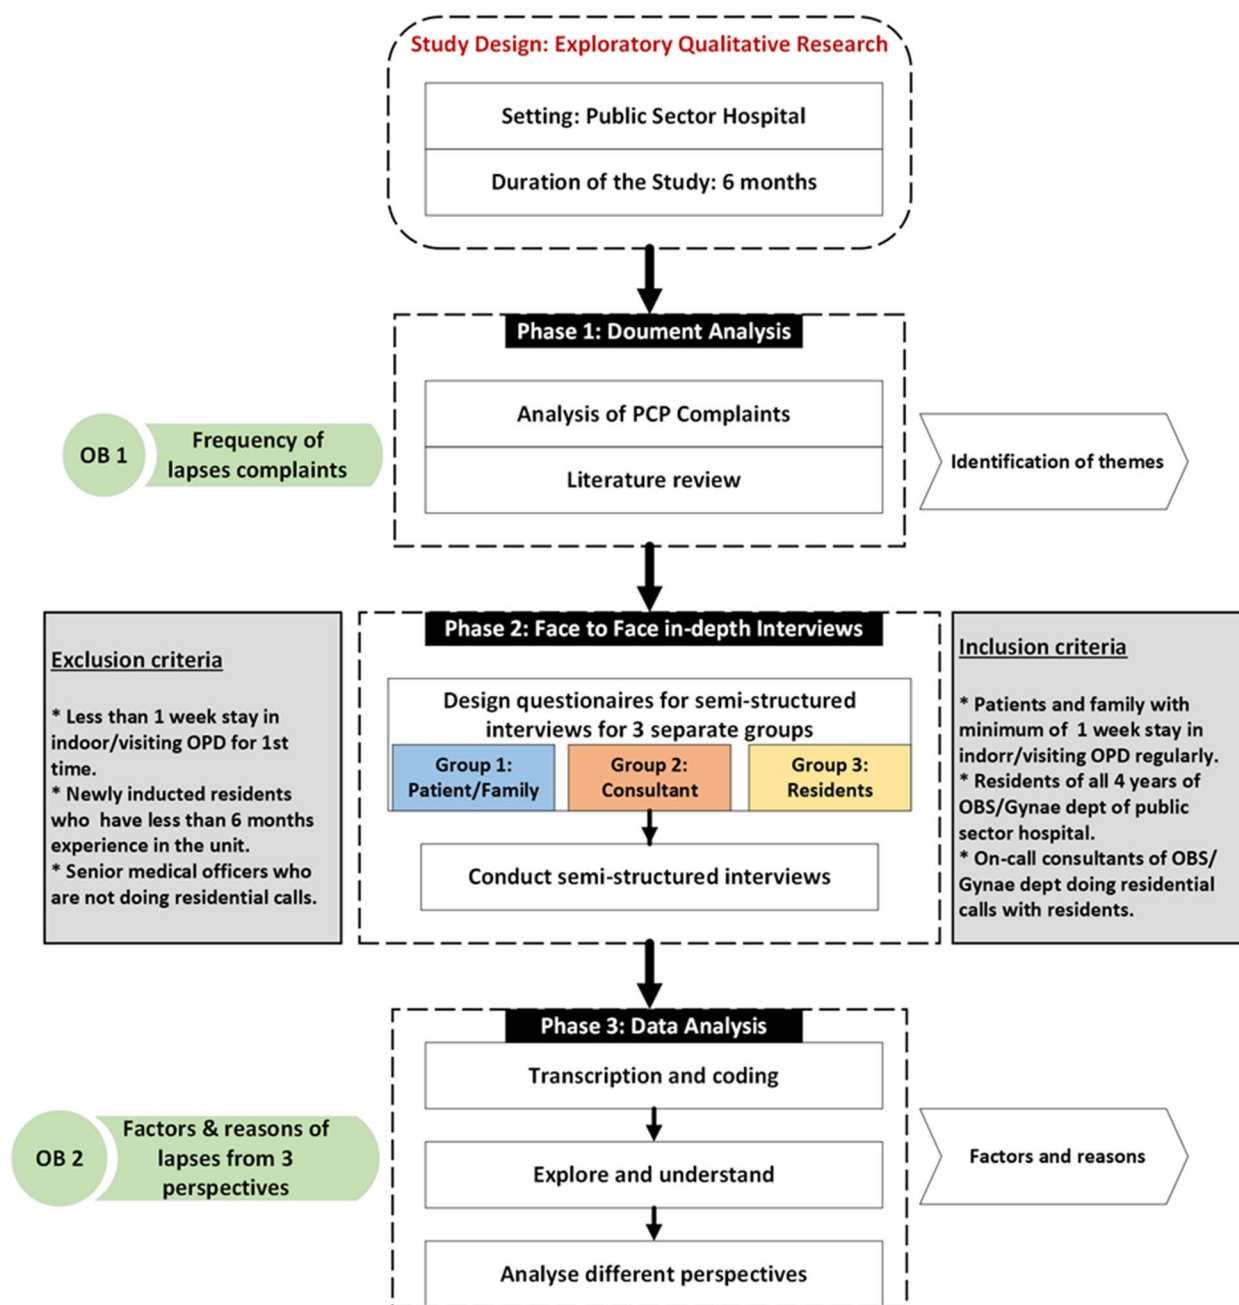 Study Design: Exploratory Qualitative Research
Setting: Public Sector Hospital
Duration of the Study: 6 months
Phase 1: Doument Analysis
Analysis of PCP Complaints
Literature review
OB 1
Frequency of
lapses complaints
Identification of themes
Exclusion criteria
* Less than 1 week stay in
indoor/visiting OPD for 1st
time.
* Newly inducted residents
who have less than 6 months
experience in the unit.
* Senior medical officers who
are not doing residential calls.
Phase 2: Face to Face in-depth Interviews
Design questionaires for semi-structured
interviews for 3 separate groups
Group 1:
Patient/Family
Group 2:
Consultant
Group 3:
Residents
Conduct semi-structured interviews
Inclusion criteria
* Patients and family with
minimum of 1 week stay in
indorr/visiting OPD regularly.
* Residents of all 4 years of
OBS/Gynae dept of public
sector hospital.
* On-call consultants of OBS/
Gynae dept doing residential
calls with residents.
Phase 3: Data Analysis
Transcription and coding
Explore and understand
Analyse different perspectives
OB 2
Factors & reasons of
lapses from 3
perspectives
Factors and reasons